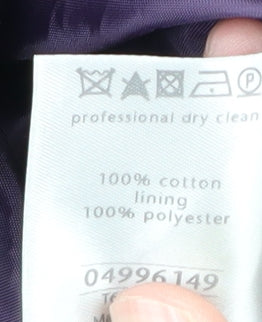 P
professional dry clean
100% cotton
lining
100% polyester
04996149